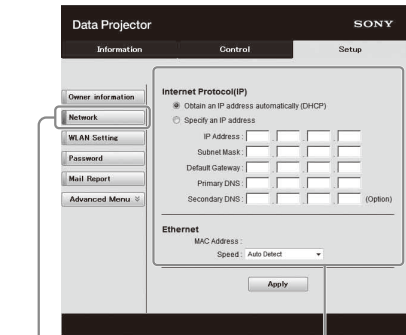 Data Projector SONY
Information Control Setup
Owner information
Network
WLAN Setting
Password
Mail Report
Advanced Menu
Internet Protocol(IP)
Obtain an IP address automatically (DHCP)
Specify an IP address
IP Address :
Subnet Mask :
Default Gateway :
Primary DNS :
Secondary DNS : (Option)
Ethernet
MAC Address :
Speed : Auto Detect
Apply